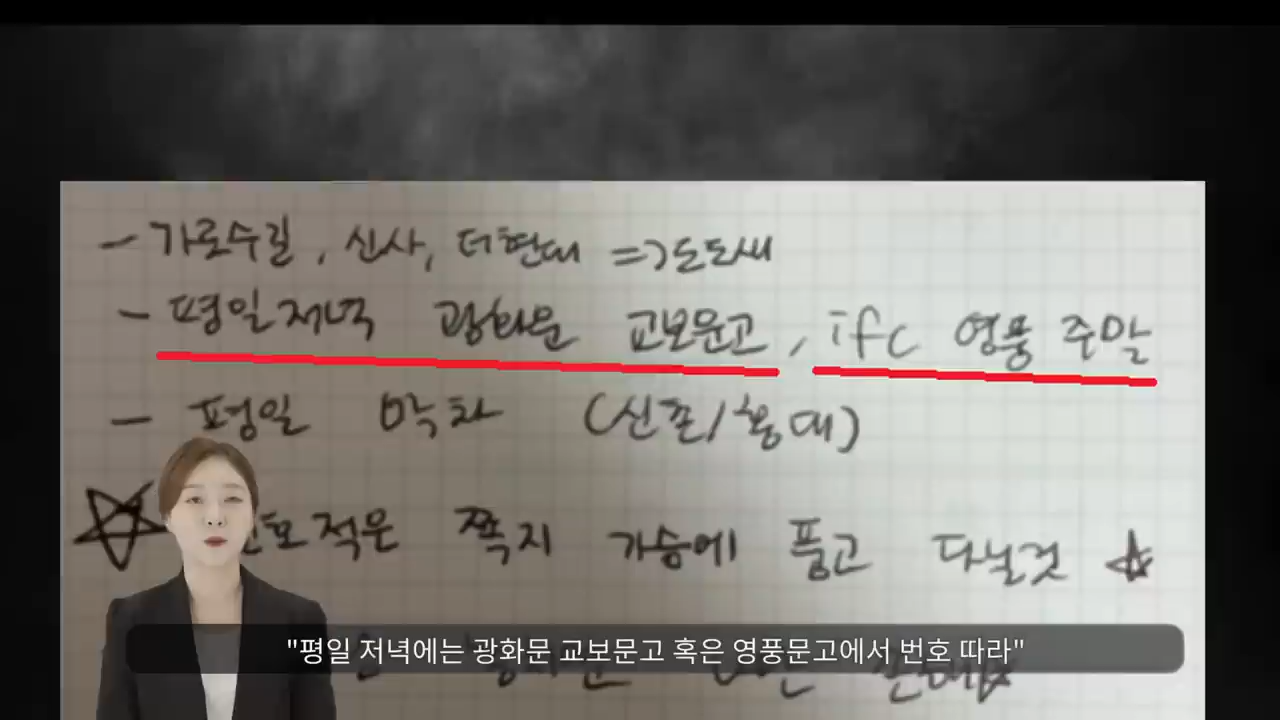 - 가로수길, 신사, 더현대 => 도도새
- 평일 저녁 광화문 교보문고, ifc 영풍 주말
- 평일 막차 (신촌/홍대)
적은 쪽지 가슴에 품고 다닐것 ☆
"평일 저녁에는 광화문 교보문고 혹은 영풍문고에서 번호 따라"